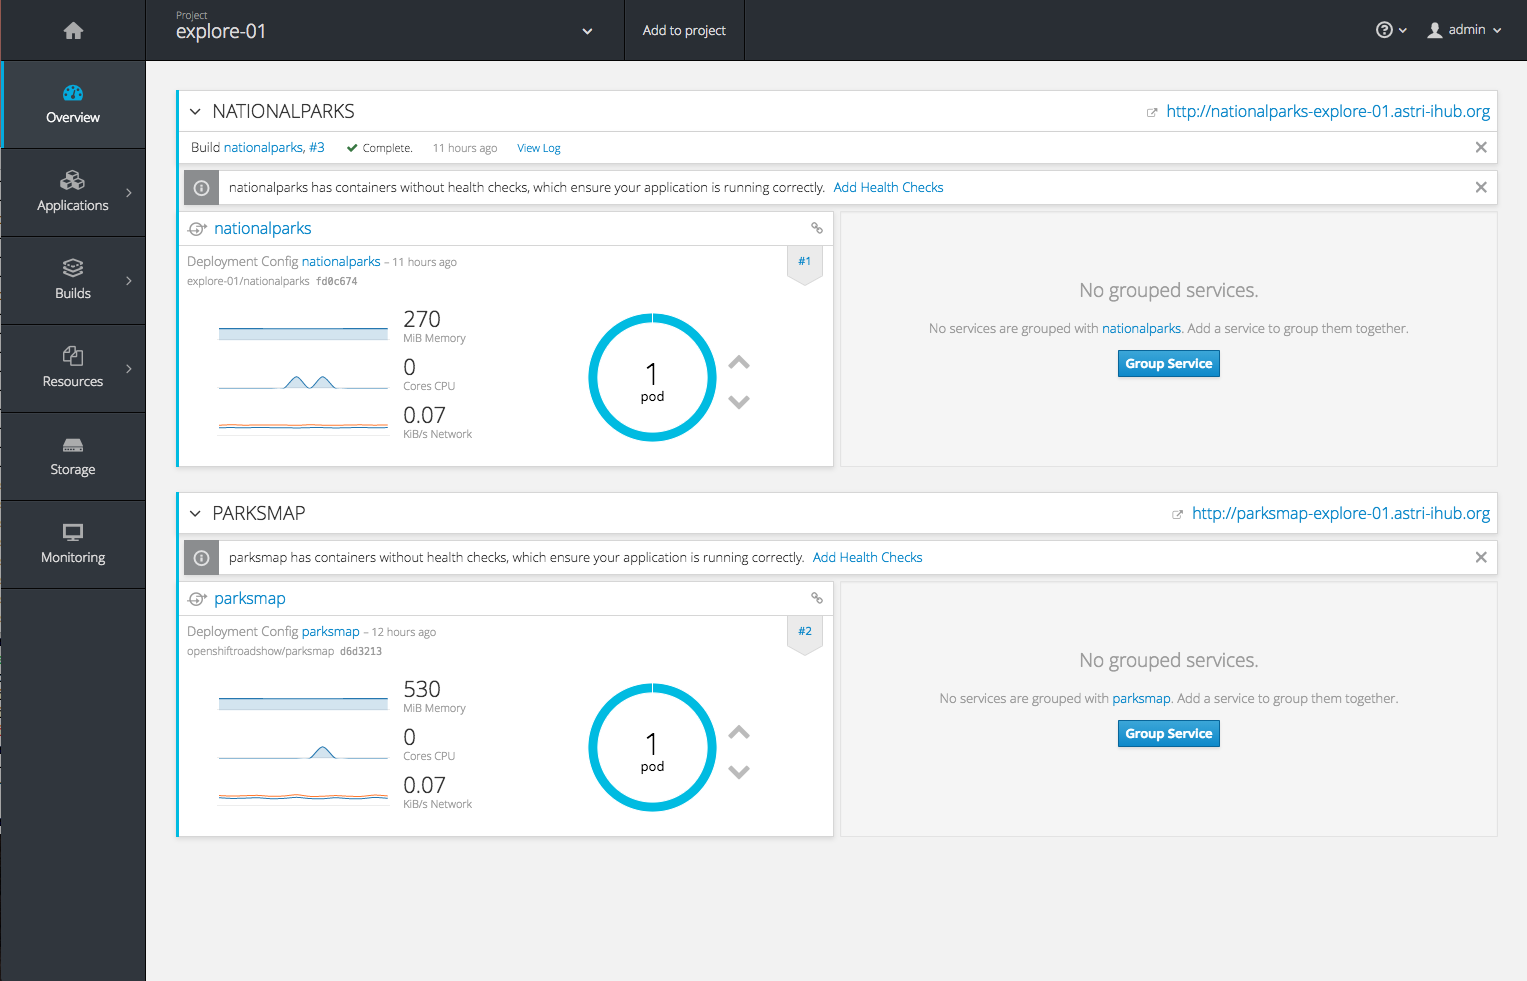 Project
explore-01
Add to project
admin
Overview
Applications
Builds
Resources
Storage
Monitoring
NATIONALPARKS
http://nationalparks-explore-01.astri-ihub.org
Build nationalparks, #3 Complete. 11 hours ago View Log
nationalparks has containers without health checks, which ensure your application is running correctly. Add Health Checks
nationalparks
Deployment Config nationalparks – 11 hours ago
#1
explore-01/nationalparks fd0c674
270
MiB Memory
0
Cores CPU
0.07
KiB/s Network
1
pod
No grouped services.
No services are grouped with nationalparks. Add a service to group them together.
Group Service
PARKSMAP
http://parksmap-explore-01.astri-ihub.org
parksmap has containers without health checks, which ensure your application is running correctly. Add Health Checks
parksmap
Deployment Config parksmap – 12 hours ago
#2
openshiftroadshow/parksmap d6d3213
530
MiB Memory
0
Cores CPU
0.07
KiB/s Network
1
pod
No grouped services.
No services are grouped with parksmap. Add a service to group them together.
Group Service